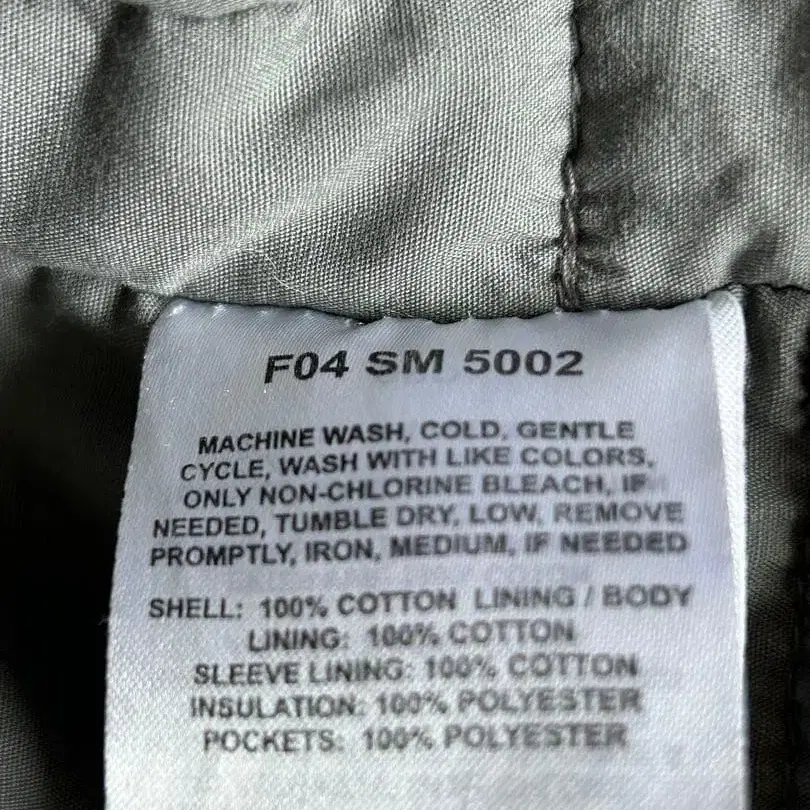 F04 SM 5002
MACHINE WASH, COLD, GENTLE
CYCLE, WASH WITH LIKE COLORS,
ONLY NON-CHLORINE BLEACH, IF
NEEDED, TUMBLE DRY, LOW, REMOVE
PROMPTLY, IRON, MEDIUM, IF NEEDED
SHELL: 100% COTTON LINING / BODY
LINING: 100% COTTON
SLEEVE LINING: 100% COTTON
INSULATION: 100% POLYESTER
POCKETS: 100% POLYESTER